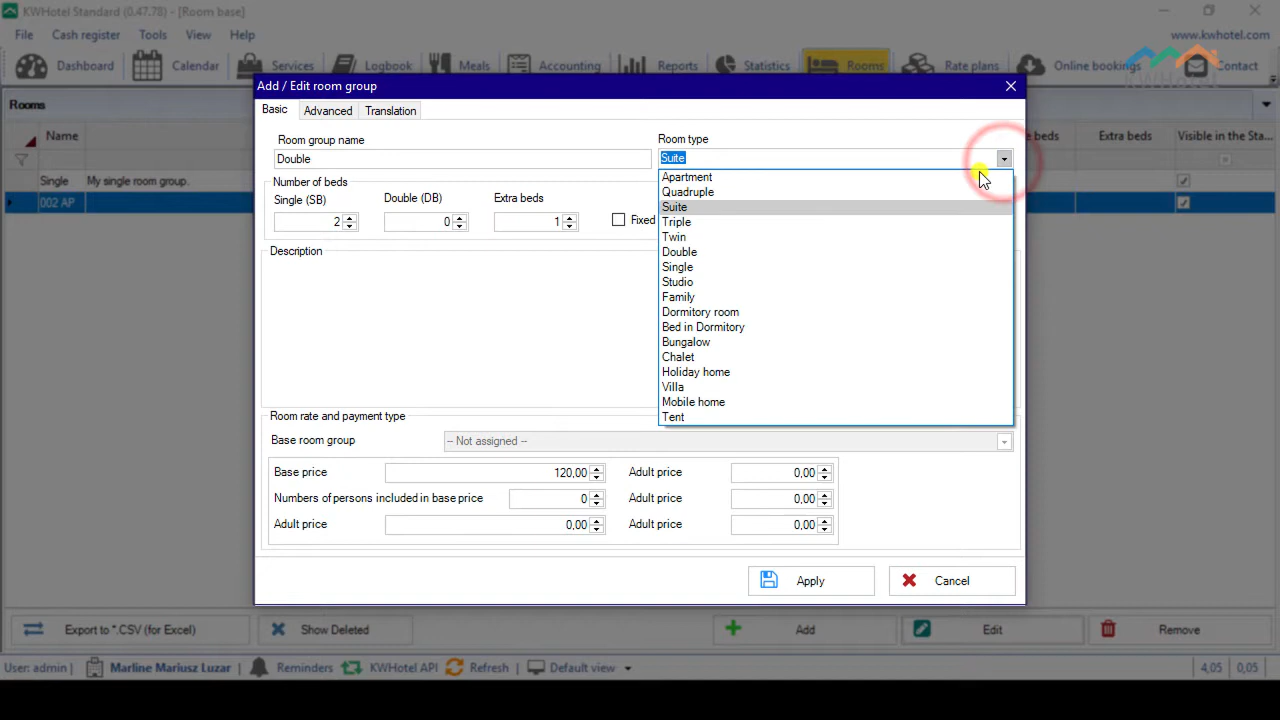 KWHotel Standard (0.47.78) - [Room base]
File Cash register Tools View Help www.kwhotel.com
Dashboard Calendar Services Logbook Meals Accounting Reports Statistics Rooms Rate plans Online bookings Contact
KWHotel
Rooms
Name e beds Extra beds Visible in the Sta...
Single My single room group.
002 AP
Add / Edit room group
Basic Advanced Translation
Room group name Room type
Double Suite
Number of beds
Single (SB) Double (DB) Extra beds
2 0 1 Fixed
Apartment
Quadruple
Suite
Triple
Twin
Double
Single
Studio
Family
Dormitory room
Bed in Dormitory
Bungalow
Chalet
Holiday home
Villa
Mobile home
Tent
Description
Room rate and payment type
Base room group -- Not assigned --
Base price 120,00 Adult price 0,00
Numbers of persons included in base price 0 Adult price 0,00
Adult price 0,00 Adult price 0,00
Apply Cancel
Export to *.CSV (for Excel) Show Deleted Add Edit Remove
User: admin Marline Mariusz Luzar Reminders KWHotel API Refresh Default view 4,05 0,05